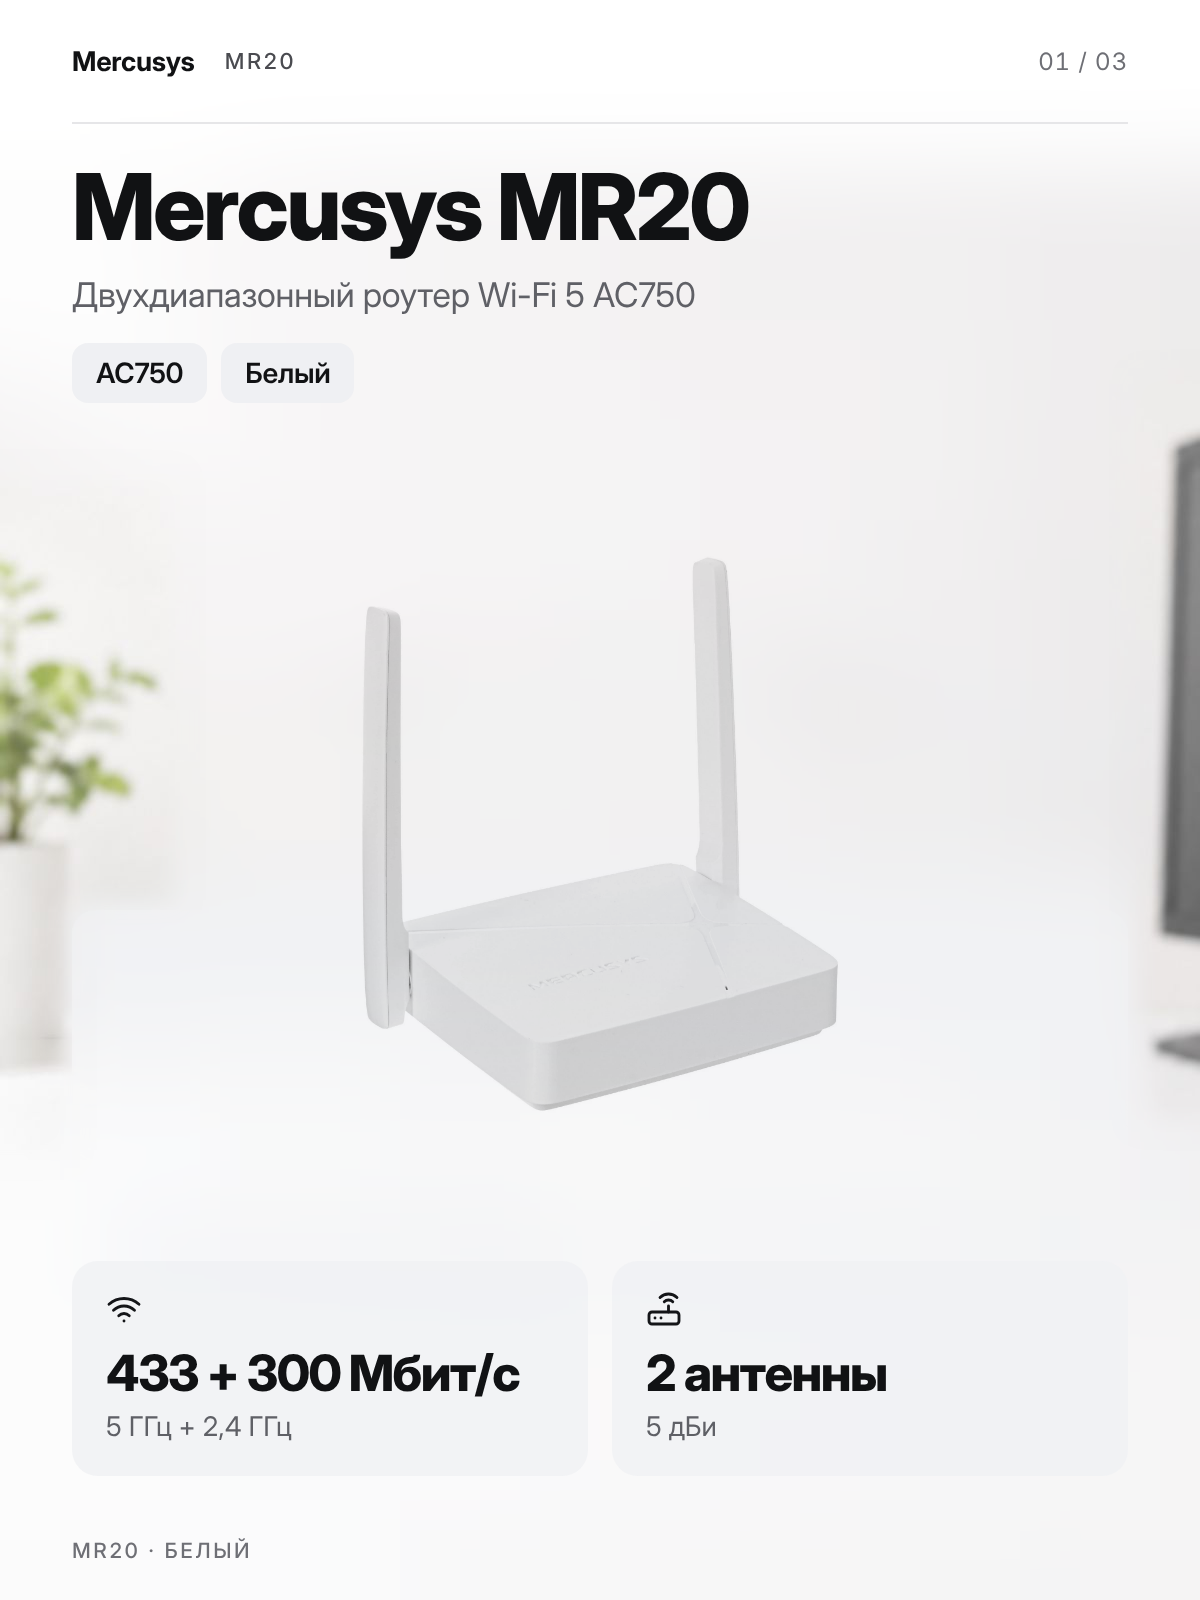 Mercusys MR20
01 / 03
Mercusys MR20
Двухдиапазонный роутер Wi-Fi 5 AC750
AC750 Белый
MERCUSYS
433 + 300 Мбит/с
5 ГГц + 2,4 ГГц
2 антенны
5 дБи
MR20 · БЕЛЫЙ